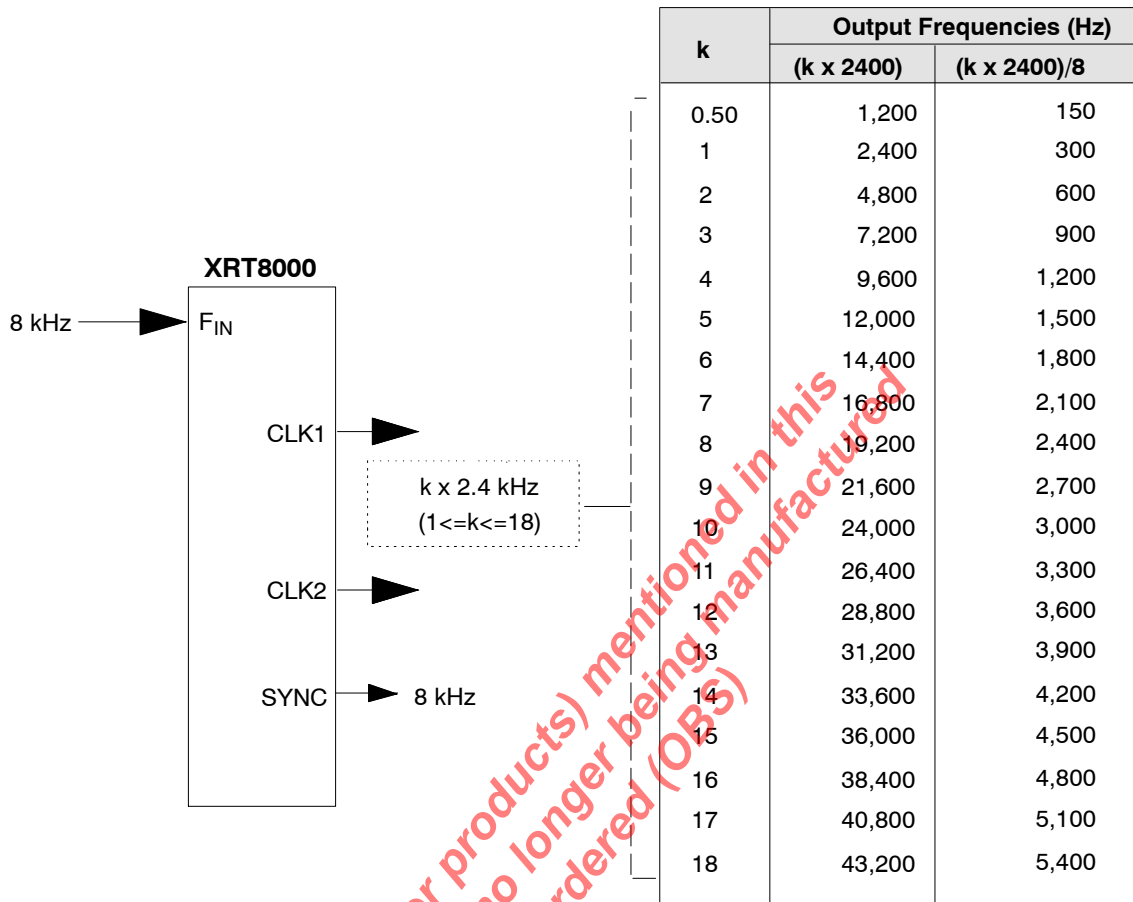 XRT8000
8 kHz
F_IN
CLK1
k x 2.4 kHz
(1<=k<=18)
CLK2
SYNC
8 kHz
k Output Frequencies (Hz)
(k x 2400) (k x 2400)/8
0.50 1,200 150
1 2,400 300
2 4,800 600
3 7,200 900
4 9,600 1,200
5 12,000 1,500
6 14,400 1,800
7 16,800 2,100
8 19,200 2,400
9 21,600 2,700
10 24,000 3,000
11 26,400 3,300
12 28,800 3,600
13 31,200 3,900
14 33,600 4,200
15 36,000 4,500
16 38,400 4,800
17 40,800 5,100
18 43,200 5,400
products) mentioned in this
no longer being manufactured
(OBS)